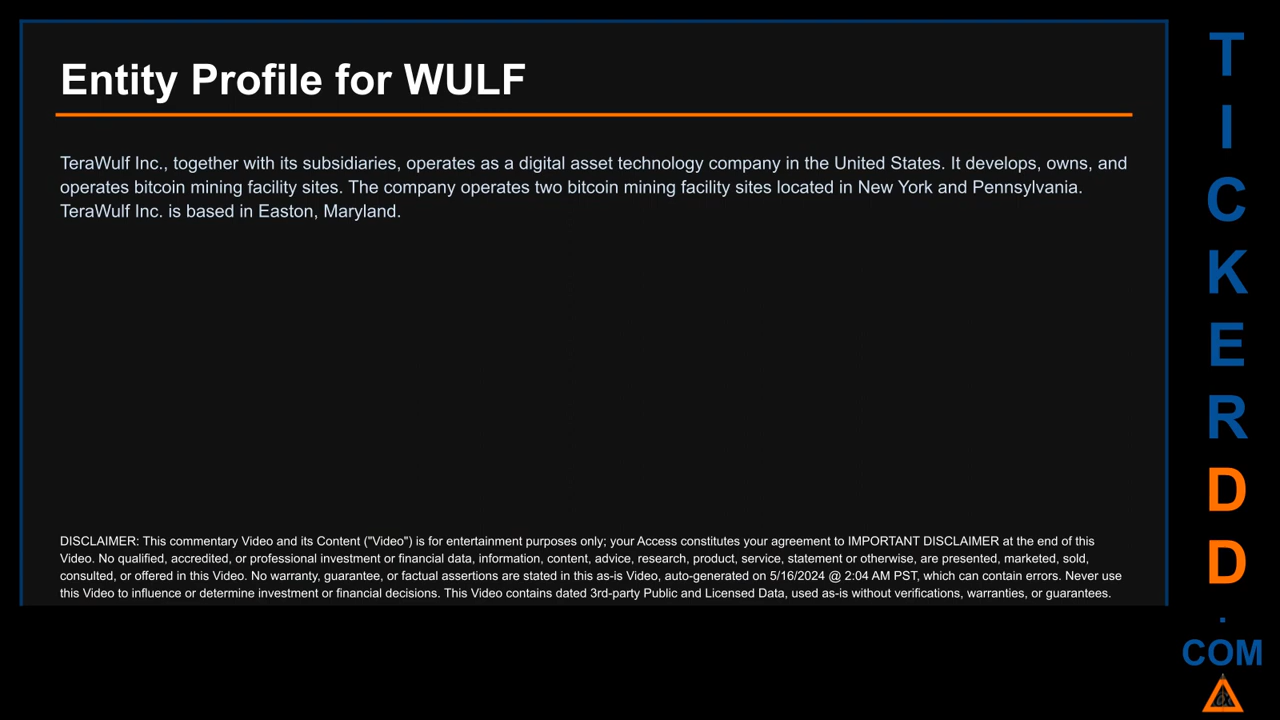 Entity Profile for WULF
TeraWulf Inc., together with its subsidiaries, operates as a digital asset technology company in the United States. It develops, owns, and
operates bitcoin mining facility sites. The company operates two bitcoin mining facility sites located in New York and Pennsylvania.
TeraWulf Inc. is based in Easton, Maryland.
DISCLAIMER: This commentary Video and its Content ("Video") is for entertainment purposes only; your Access constitutes your agreement to IMPORTANT DISCLAIMER at the end of this
Video. No qualified, accredited, or professional investment or financial data, information, content, advice, research, product, service, statement or otherwise, are presented, marketed, sold,
consulted, or offered in this Video. No warranty, guarantee, or factual assertions are stated in this as-is Video, auto-generated on 5/16/2024 @ 2:04 AM PST, which can contain errors. Never use
this Video to influence or determine investment or financial decisions. This Video contains dated 3rd-party Public and Licensed Data, used as-is without verifications, warranties, or guarantees.
T
I
C
K
E
R
D
D
.
COM